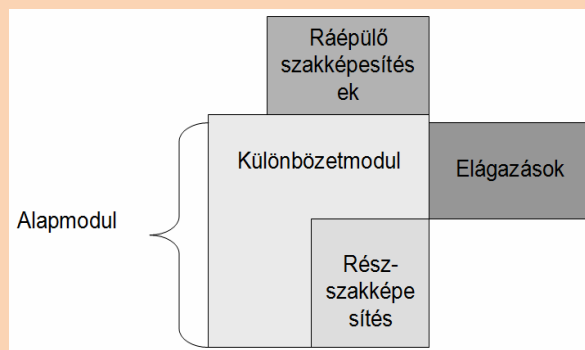 Ráépülő
szakképesítés
ek
Különbözetmodul
Elágazások
Alapmodul
Rész-
szakképe
sítés